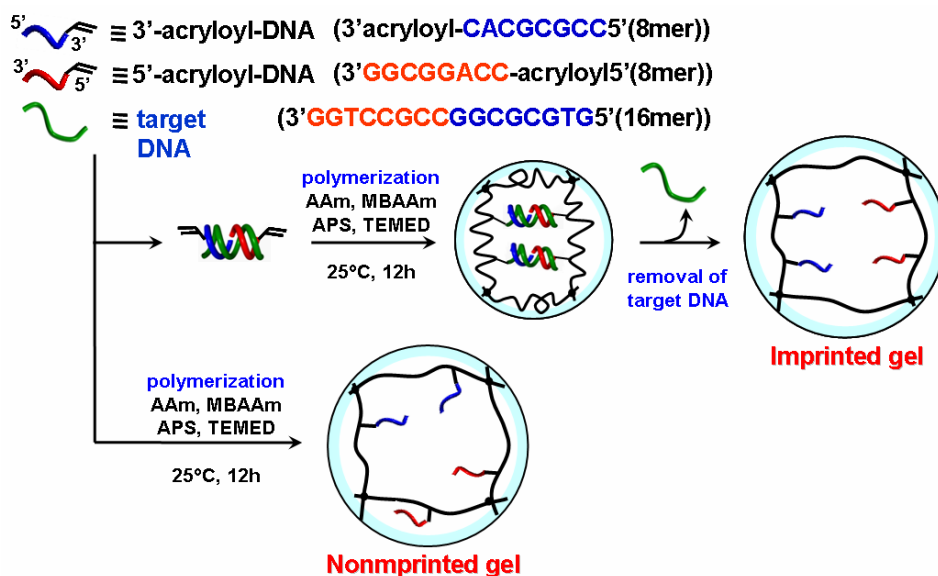 5' 3' ≡ 3'-acryloyl-DNA (3'acryloyl-CACGCGCC5'(8mer))
3' 5' ≡ 5'-acryloyl-DNA (3'GGCGGACC-acryloyl5'(8mer))
≡ target DNA (3'GGTCCGCCGGCGCGTG5'(16mer))
polymerization
AAm, MBAAm
APS, TEMED
25°C, 12h
removal of
target DNA
Imprinted gel
polymerization
AAm, MBAAm
APS, TEMED
25°C, 12h
Nonmprinted gel